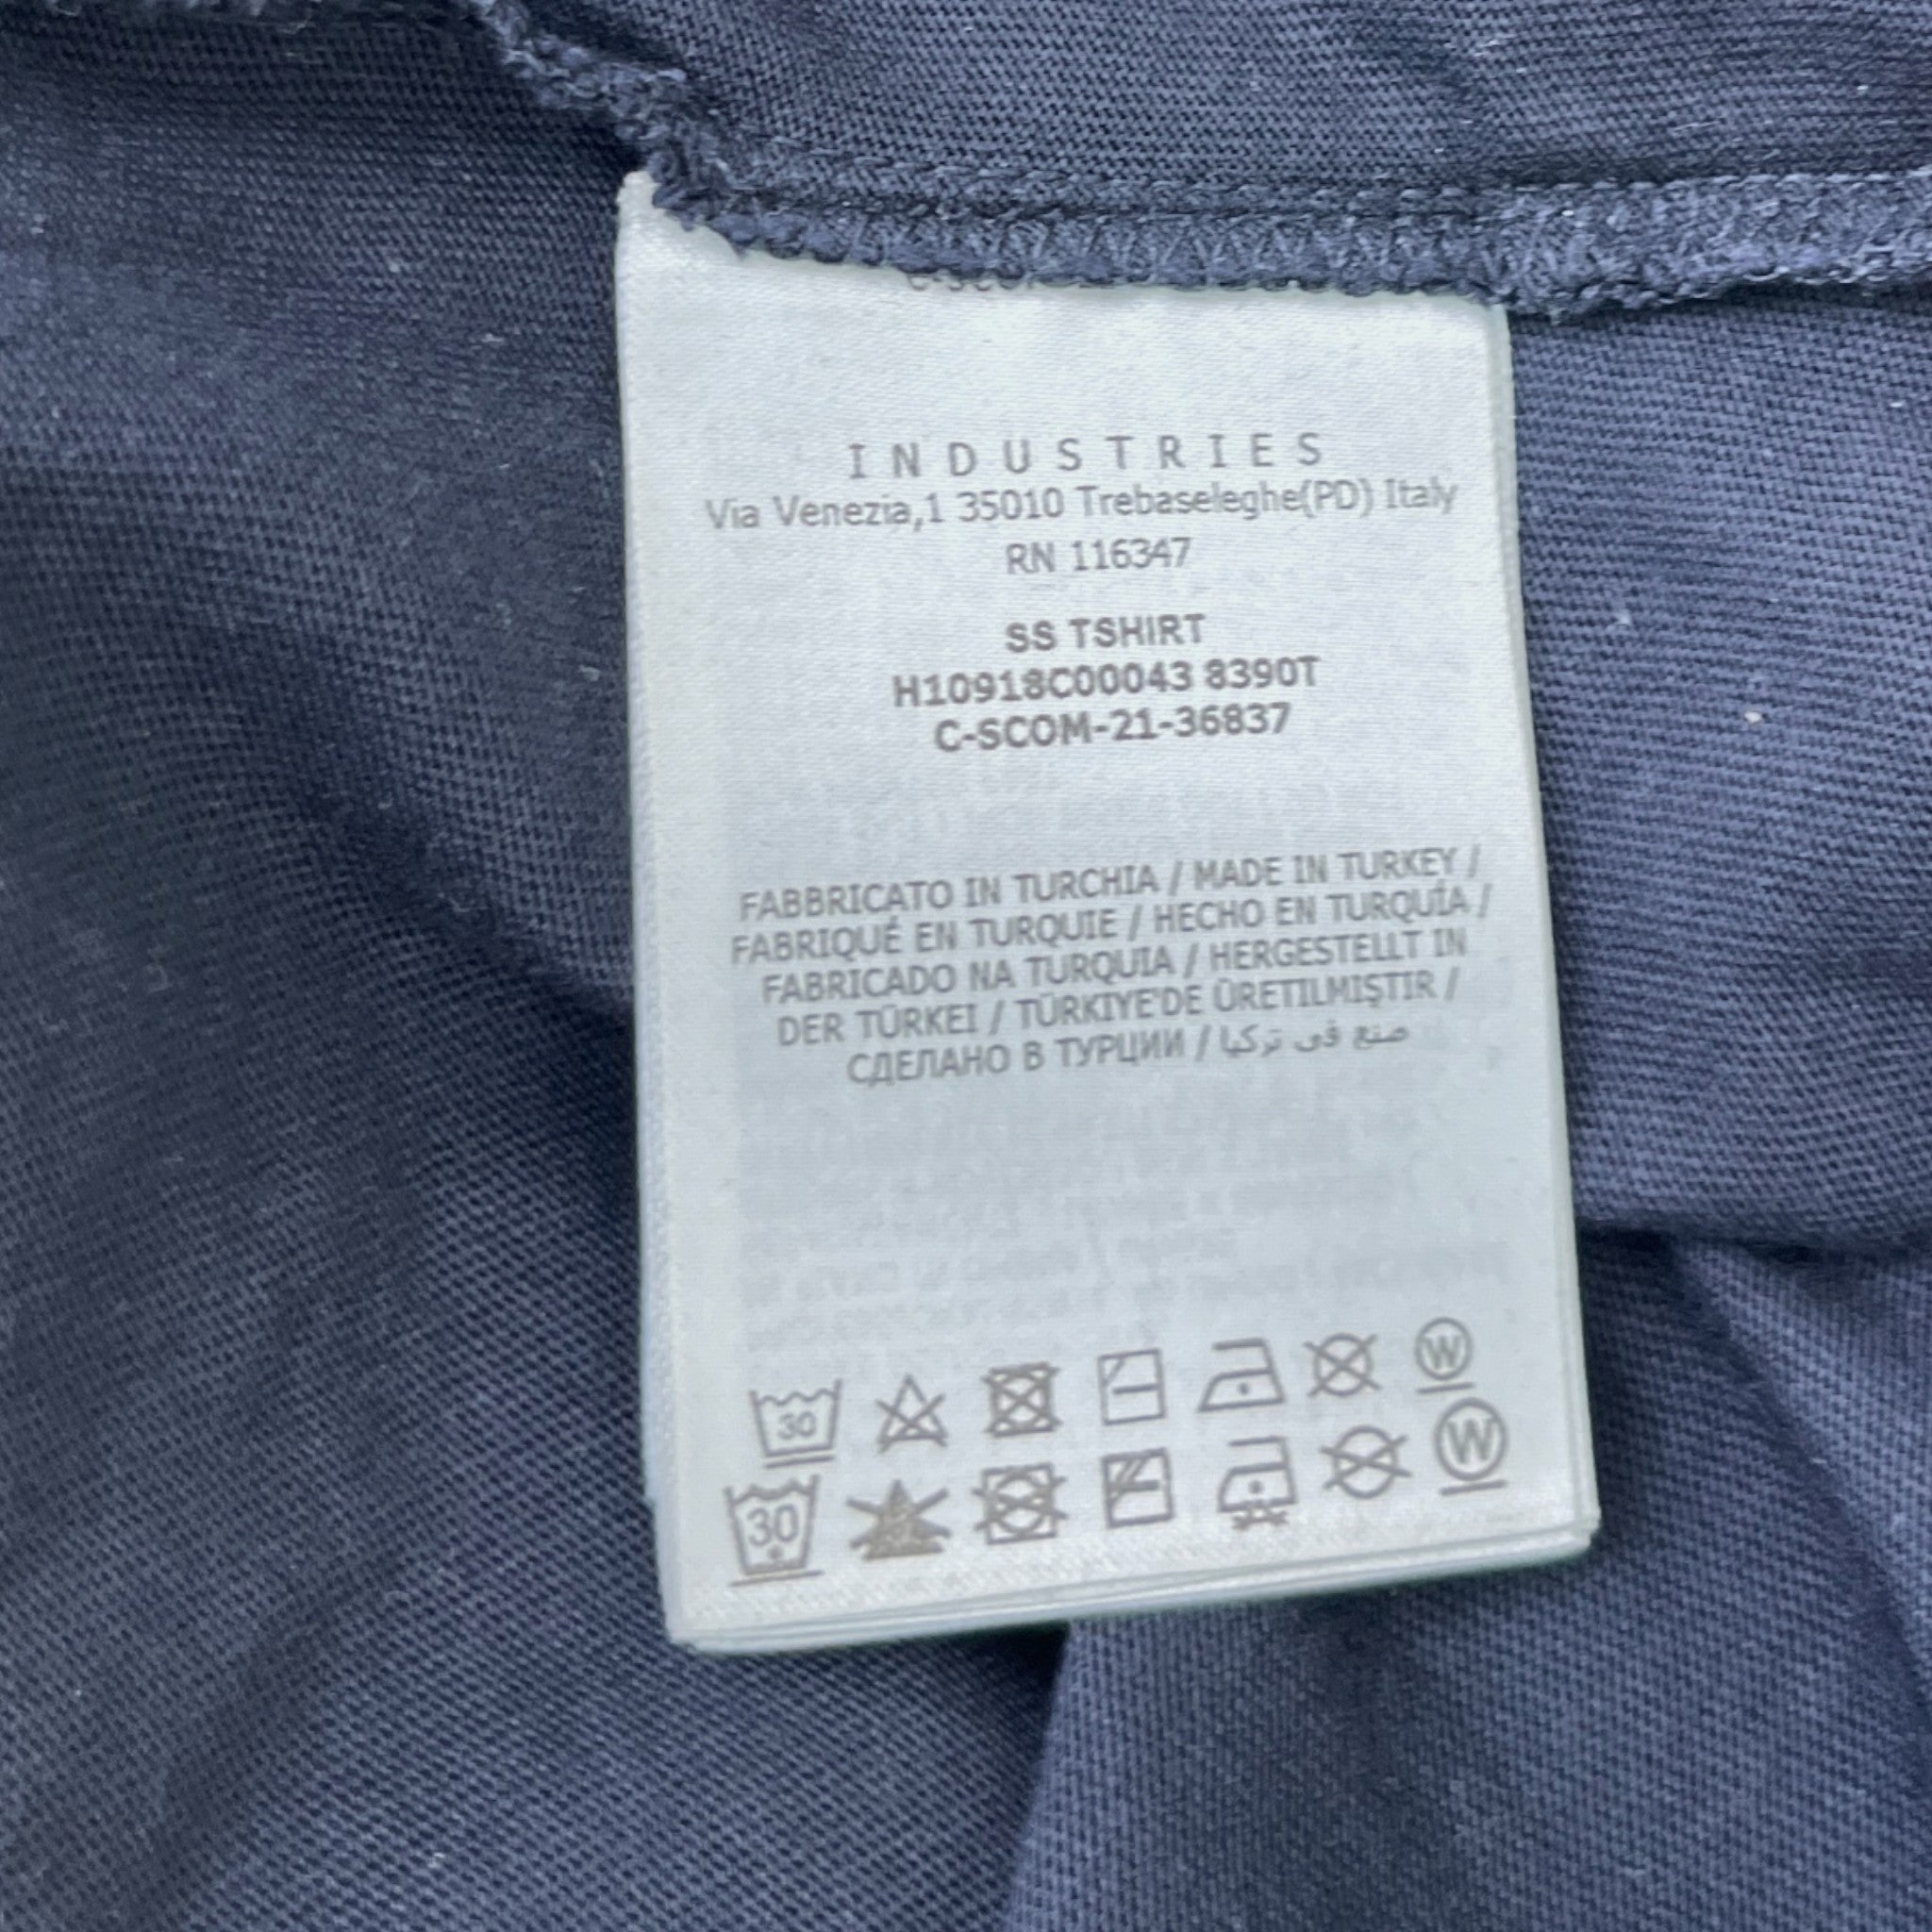 INDUSTRIES
Via Venezia,1 35010 Trebaseleghe(PD) Italy
RN 116347
SS TSHIRT
H10918C00043 8390T
C-SCOM-21-36837
FABBRICATO IN TURCHIA / MADE IN TURKEY /
FABRIQUÉ EN TURQUIE / HECHO EN TURQUÍA /
FABRICADO NA TURQUIA / HERGESTELLT IN
DER TÜRKEI / TÜRKIYE'DE ÜRETILMIŞTIR /
СДЕЛАНО В ТУРЦИИ / صنع في تركيا
30 W
30 W